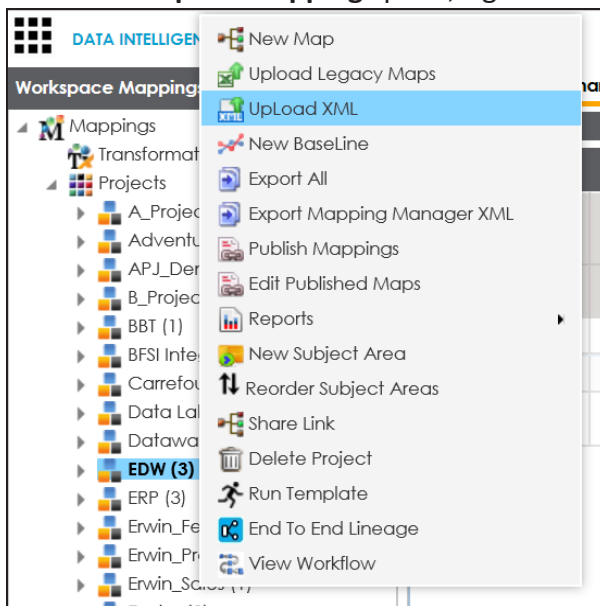 DATA INTELLIGEN
Workspace Mapping
Mappings
Transformat
Projects
A_Projec
Adventu
APJ_Der
B_Projec
BBT (1)
BFSI Inte
Carrefou
Data Lal
Datawa
EDW (3)
ERP (3)
Erwin_Fe
Erwin_Pr
Erwin_Sales (1)
New Map
Upload Legacy Maps
UpLoad XML
New BaseLine
Export All
Export Mapping Manager XML
Publish Mappings
Edit Published Maps
Reports
New Subject Area
Reorder Subject Areas
Share Link
Delete Project
Run Template
End To End Lineage
View Workflow